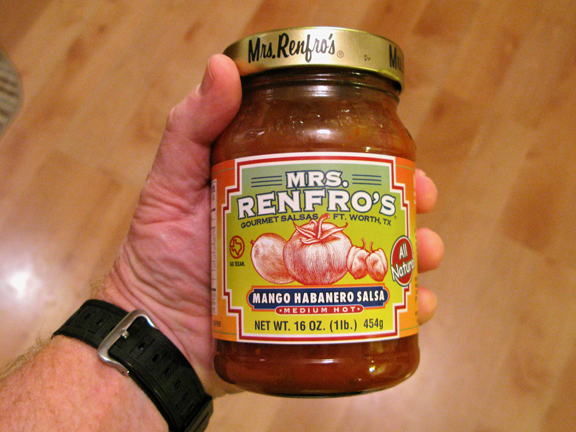 Mrs. Renfro's®
M
MRS.
RENFRO'S
GOURMET SALSAS FT. WORTH, TX
All Natural
MANGO HABANERO SALSA
•MEDIUM HOT•
NET WT. 16 OZ. (1lb.) 454g